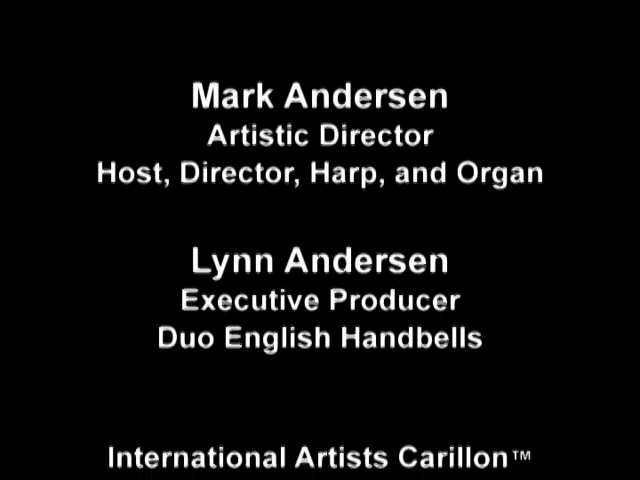 Mark Andersen
Artistic Director
Host, Director, Harp, and Organ
Lynn Andersen
Executive Producer
Duo English Handbells
International Artists Carillon™